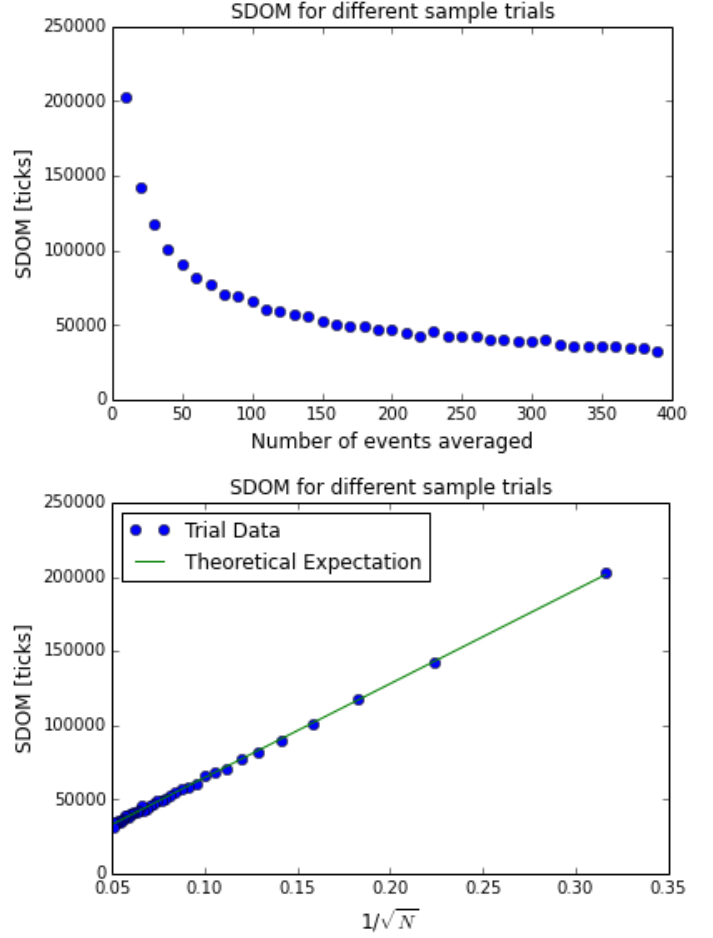 SDOM for different sample trials
250000
200000
150000
100000
50000
0
SDOM [ticks]
0 50 100 150 200 250 300 350 400
Number of events averaged
SDOM for different sample trials
250000
200000
150000
100000
50000
0
SDOM [ticks]
Trial Data
Theoretical Expectation
0.05 0.10 0.15 0.20 0.25 0.30 0.35
1/√N